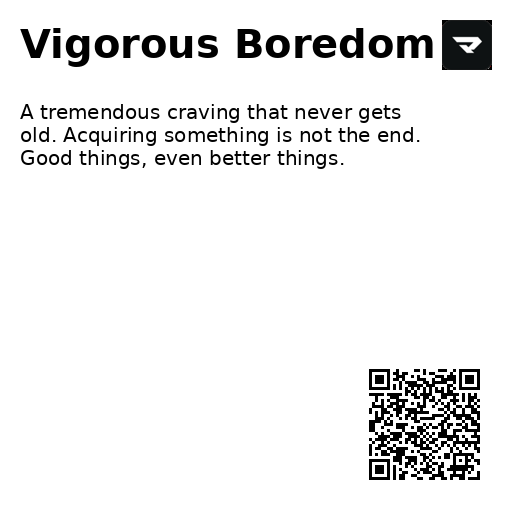 Vigorous Boredom
A tremendous craving that never gets
old. Acquiring something is not the end.
Good things, even better things.